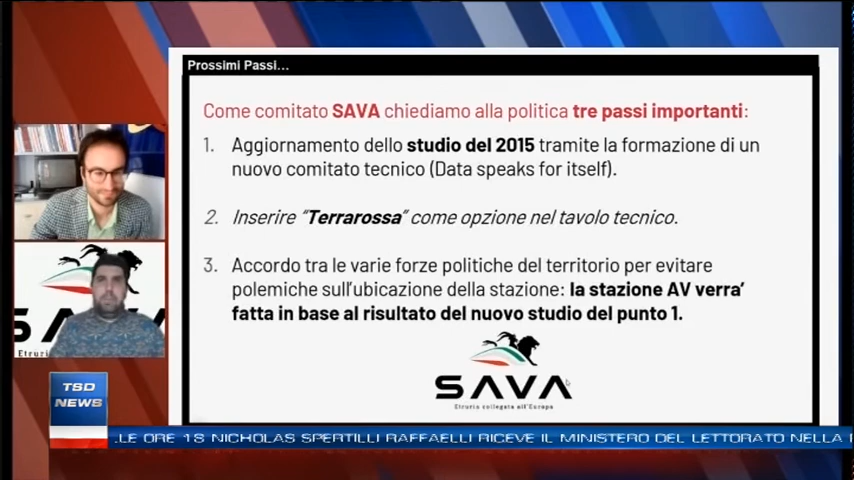 Prossimi Passi...
Come comitato SAVA chiediamo alla politica tre passi importanti:
1. Aggiornamento dello studio del 2015 tramite la formazione di un
nuovo comitato tecnico (Data speaks for itself).
2. Inserire “Terrarossa” come opzione nel tavolo tecnico.
3. Accordo tra le varie forze politiche del territorio per evitare
polemiche sull’ubicazione della stazione: la stazione AV verra’
fatta in base al risultato del nuovo studio del punto 1.
SAVA
Etruria collegata all'Europa
Etruri
TSD
NEWS
.LE ORE 18 NICHOLAS SPERTILLI RAFFAELLI RICEVE IL MINISTERO DEL LETTORATO NELLA